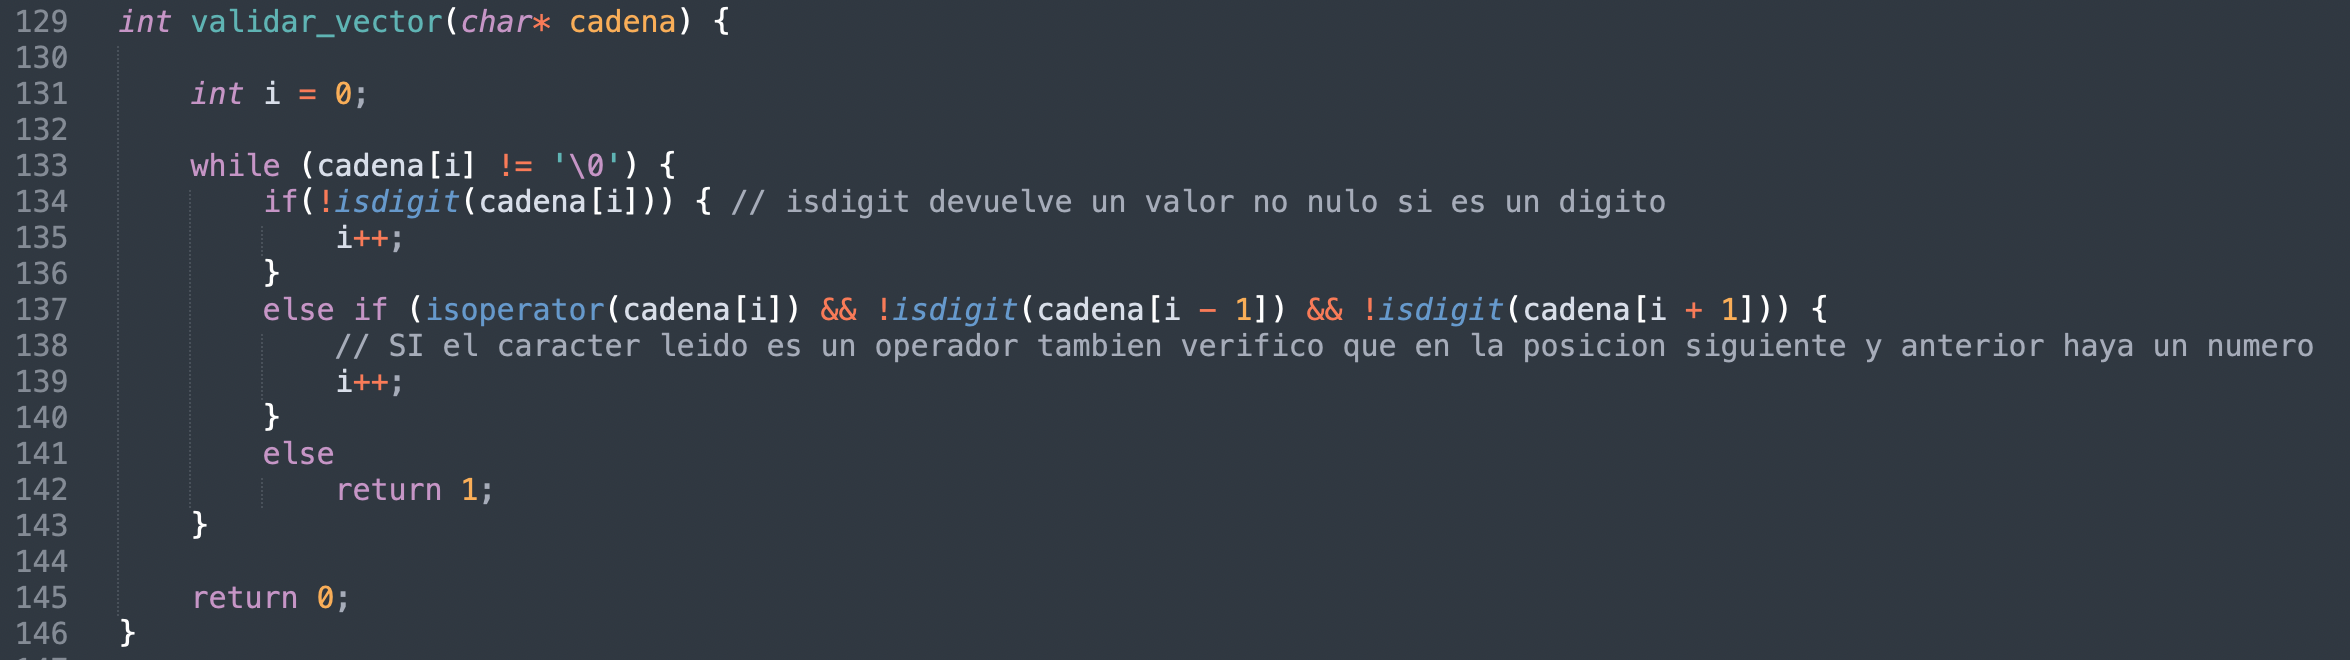 129 int validar_vector(char* cadena) {
130
131 int i = 0;
132
133 while (cadena[i] != '\0') {
134 if(!isdigit(cadena[i])) { // isdigit devuelve un valor no nulo si es un digito
135 i++;
136 }
137 else if (isoperator(cadena[i]) && !isdigit(cadena[i - 1]) && !isdigit(cadena[i + 1])) {
138 // SI el caracter leido es un operador tambien verifico que en la posicion siguiente y anterior haya un numero
139 i++;
140 }
141 else
142 return 1;
143 }
144
145 return 0;
146 }